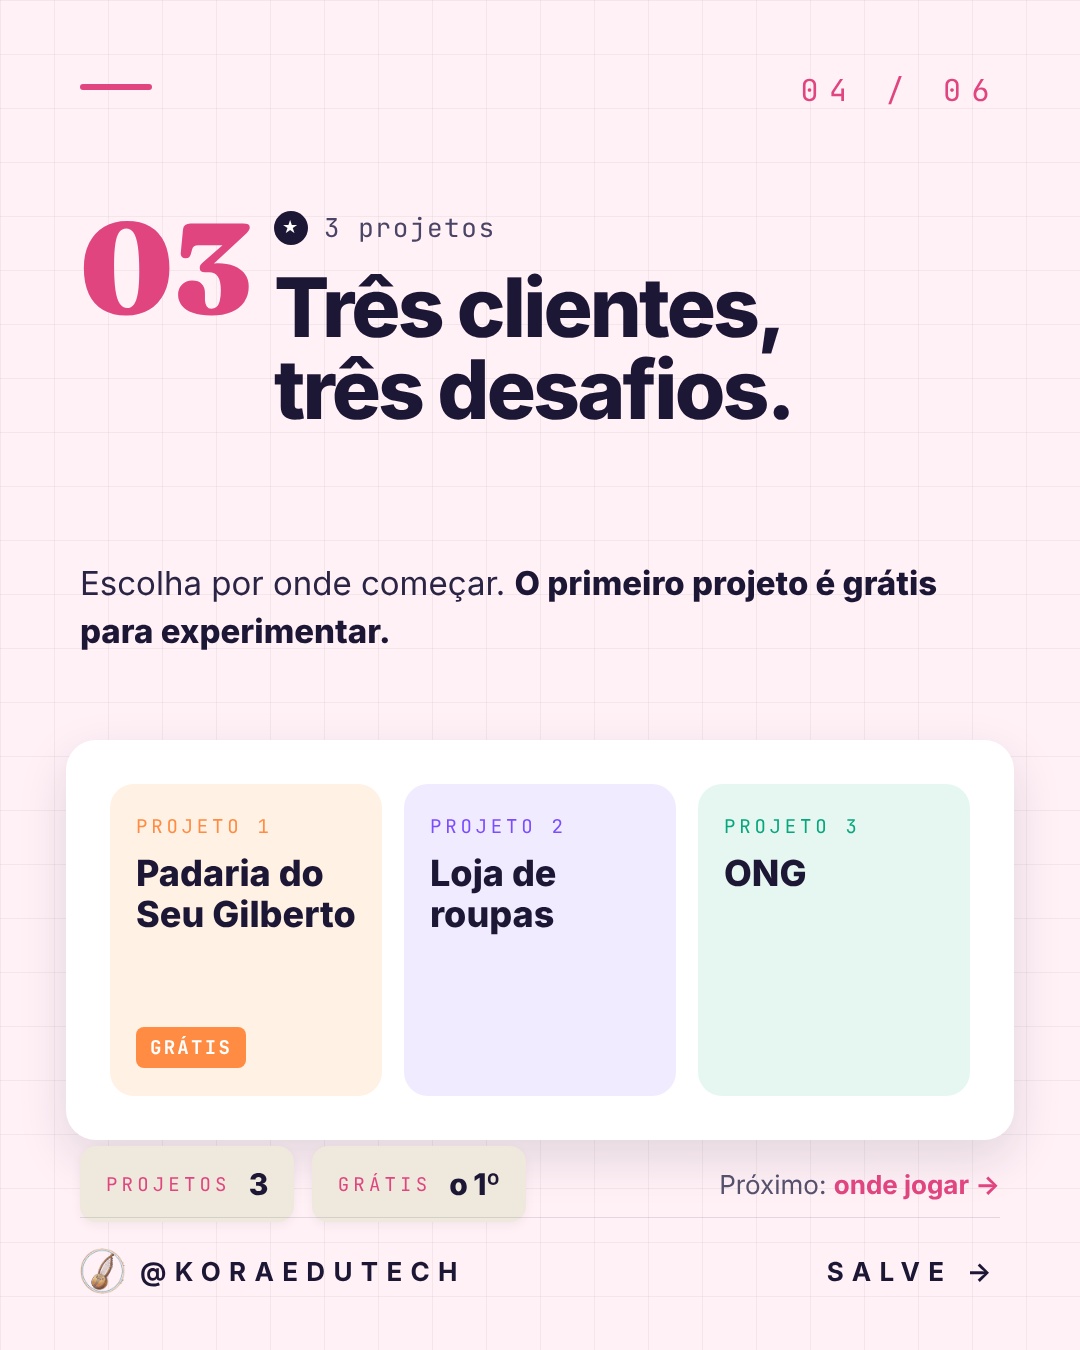 04 / 06
03
★ 3 projetos
Três clientes,
três desafios.
Escolha por onde começar. O primeiro projeto é grátis
para experimentar.
PROJETO 1
Padaria do
Seu Gilberto
GRÁTIS
PROJETO 2
Loja de
roupas
PROJETO 3
ONG
PROJETOS 3
GRÁTIS o 1º
Próximo: onde jogar →
@KORAEDUTECH
SALVE →